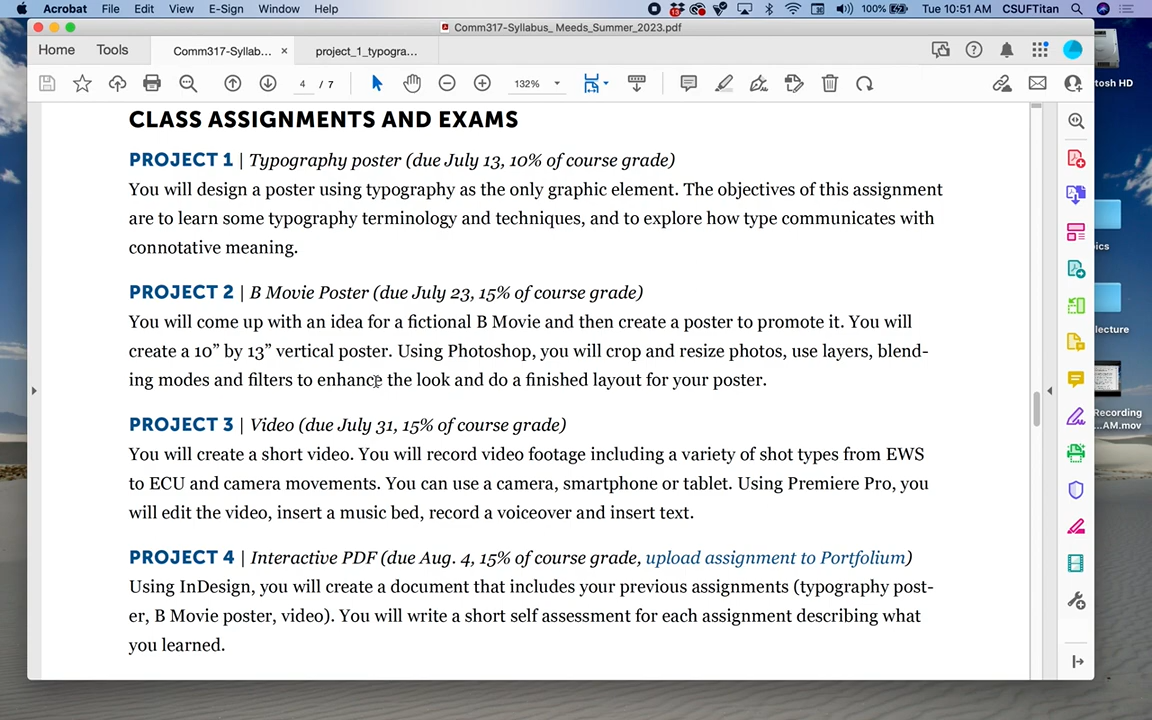 Acrobat File Edit View E-Sign Window Help 13 100% Tue 10:51 AM CSUFTitan
Comm317-Syllabus_ Meeds_Summer_2023.pdf
Home Tools Comm317-Syllab... × project_1_typogra...
4 / 7 132%
tosh HD
CLASS ASSIGNMENTS AND EXAMS
PROJECT 1 | Typography poster (due July 13, 10% of course grade)
You will design a poster using typography as the only graphic element. The objectives of this assignment
are to learn some typography terminology and techniques, and to explore how type communicates with
connotative meaning.
ics
PROJECT 2 | B Movie Poster (due July 23, 15% of course grade)
You will come up with an idea for a fictional B Movie and then create a poster to promote it. You will
create a 10” by 13” vertical poster. Using Photoshop, you will crop and resize photos, use layers, blend-
ing modes and filters to enhance the look and do a finished layout for your poster.
lecture
PROJECT 3 | Video (due July 31, 15% of course grade)
You will create a short video. You will record video footage including a variety of shot types from EWS
to ECU and camera movements. You can use a camera, smartphone or tablet. Using Premiere Pro, you
will edit the video, insert a music bed, record a voiceover and insert text.
Recording
...AM.mov
PROJECT 4 | Interactive PDF (due Aug. 4, 15% of course grade, upload assignment to Portfolium)
Using InDesign, you will create a document that includes your previous assignments (typography post-
er, B Movie poster, video). You will write a short self assessment for each assignment describing what
you learned.